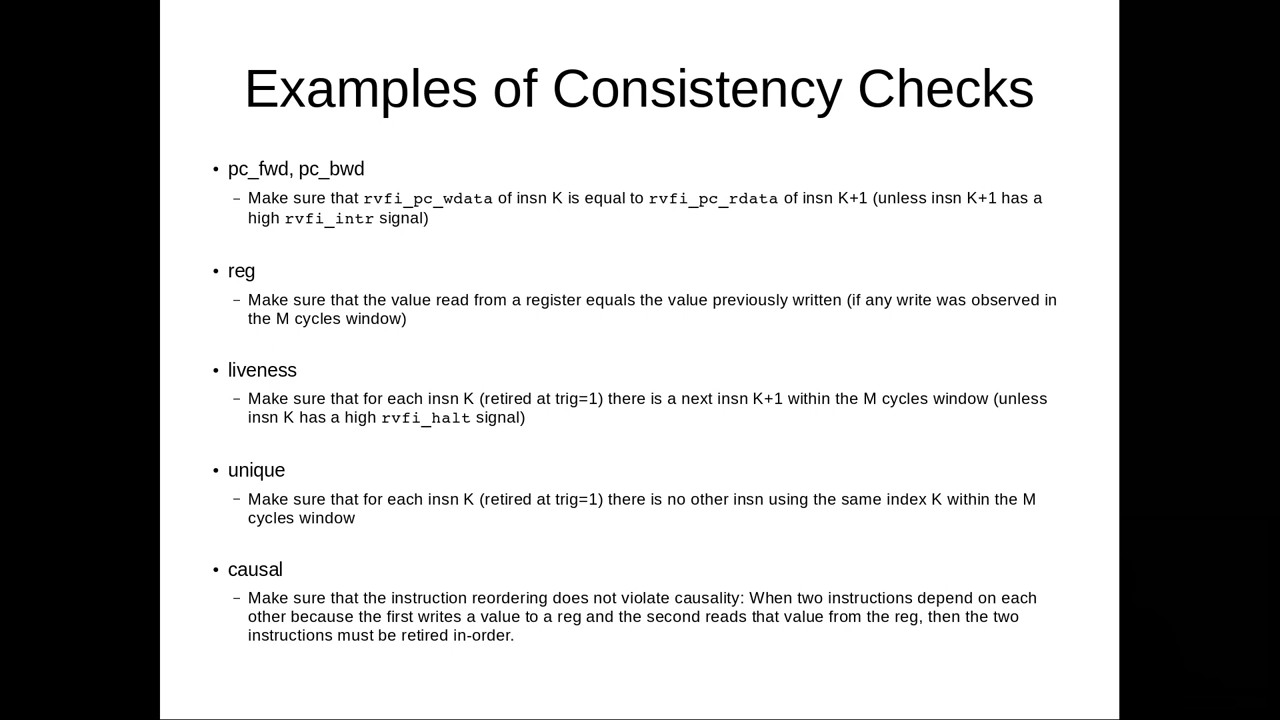 Examples of Consistency Checks
• pc_fwd, pc_bwd
– Make sure that rvfi_pc_wdata of insn K is equal to rvfi_pc_rdata of insn K+1 (unless insn K+1 has a
high rvfi_intr signal)
• reg
– Make sure that the value read from a register equals the value previously written (if any write was observed in
the M cycles window)
• liveness
– Make sure that for each insn K (retired at trig=1) there is a next insn K+1 within the M cycles window (unless
insn K has a high rvfi_halt signal)
• unique
– Make sure that for each insn K (retired at trig=1) there is no other insn using the same index K within the M
cycles window
• causal
– Make sure that the instruction reordering does not violate causality: When two instructions depend on each
other because the first writes a value to a reg and the second reads that value from the reg, then the two
instructions must be retired in-order.